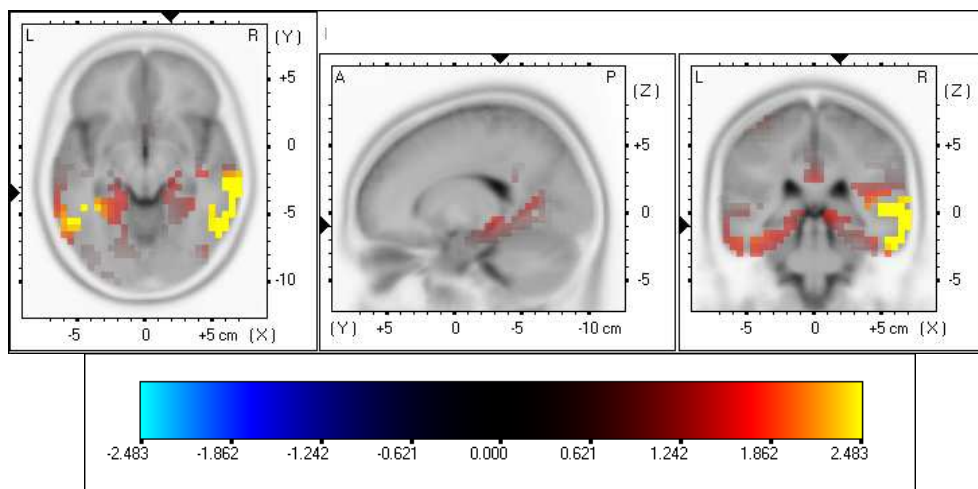 L R (Y)
+5
0
-5
-10
-5 0 +5 cm (X)
A P
(Z)
+5
0
-5
(Y) +5 0 -5 -10 cm
L R (Z)
+5
0
-5
-5 0 +5 cm (X)
-2.483 -1.862 -1.242 -0.621 0.000 0.621 1.242 1.862 2.483